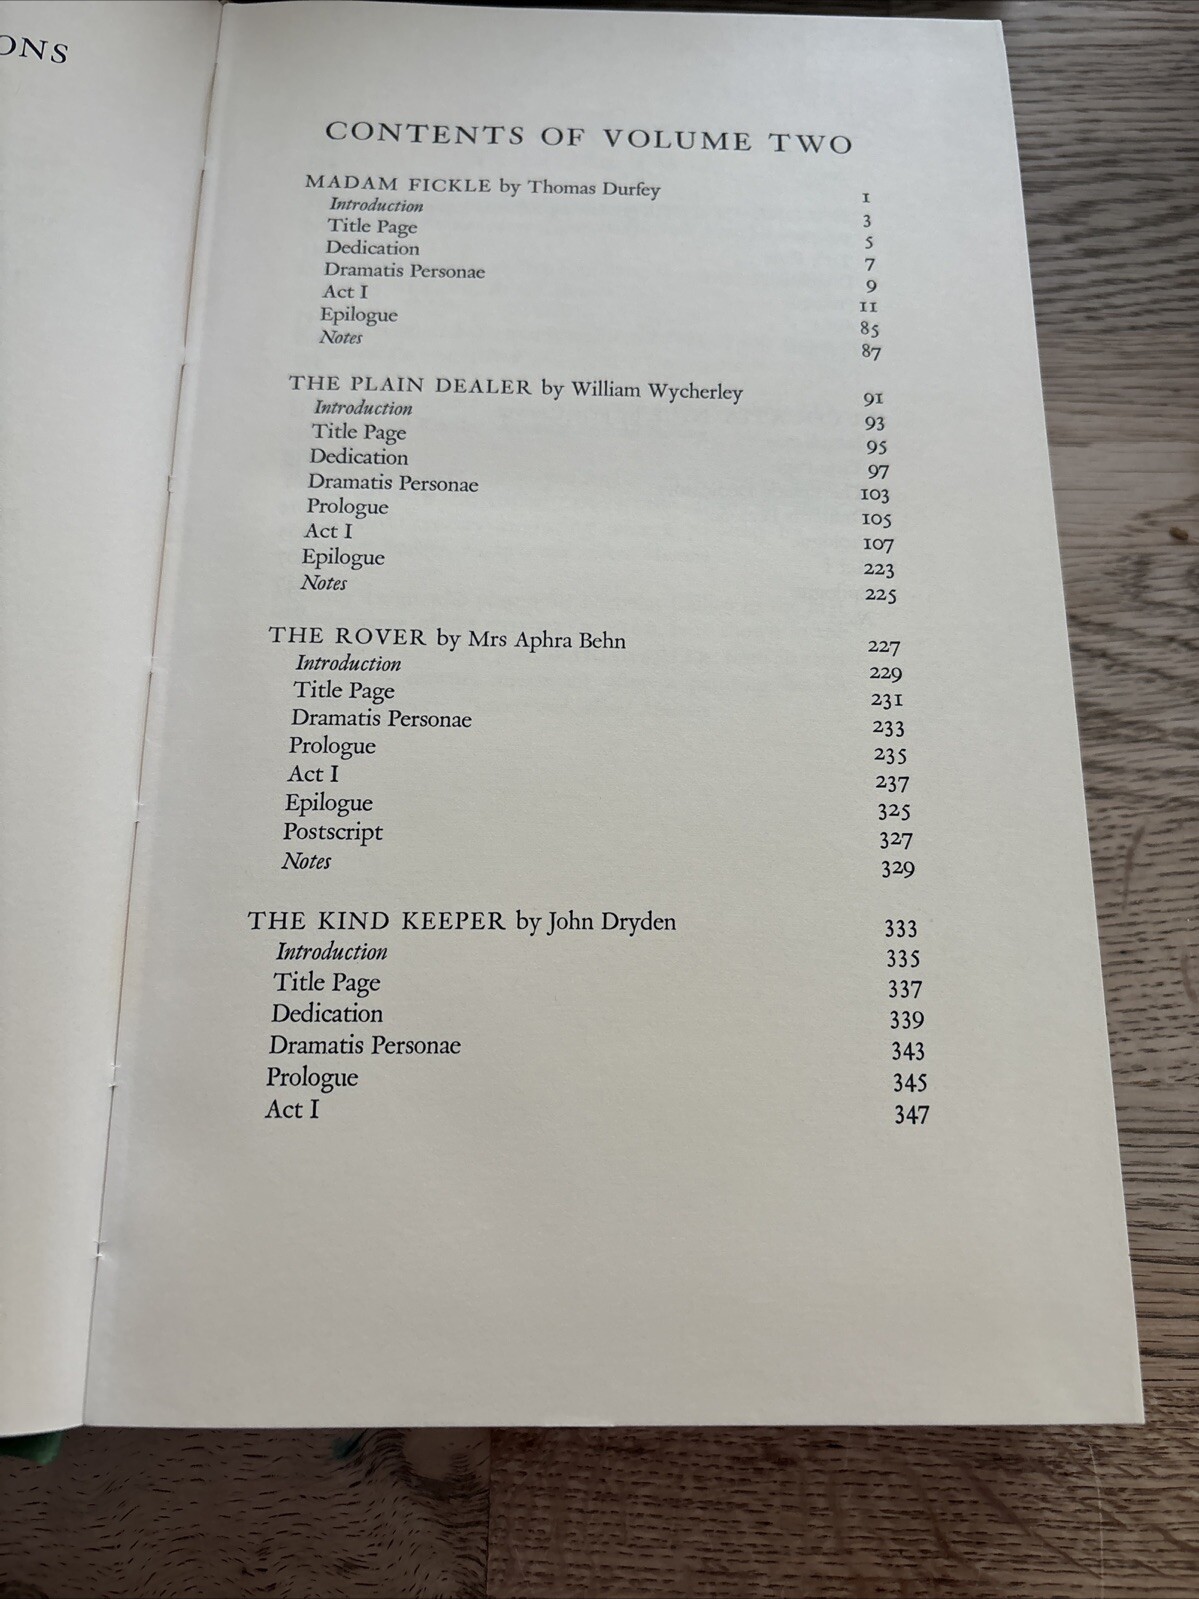 ONS
CONTENTS OF VOLUME TWO
MADAM FICKLE by Thomas Durfey 1
Introduction 3
Title Page 5
Dedication 7
Dramatis Personae 9
Act I 11
Epilogue 85
Notes 87
THE PLAIN DEALER by William Wycherley 91
Introduction 93
Title Page 95
Dedication 97
Dramatis Personae 103
Prologue 105
Act I 107
Epilogue 223
Notes 225
THE ROVER by Mrs Aphra Behn 227
Introduction 229
Title Page 231
Dramatis Personae 233
Prologue 235
Act I 237
Epilogue 325
Postscript 327
Notes 329
THE KIND KEEPER by John Dryden 333
Introduction 335
Title Page 337
Dedication 339
Dramatis Personae 343
Prologue 345
Act I 347